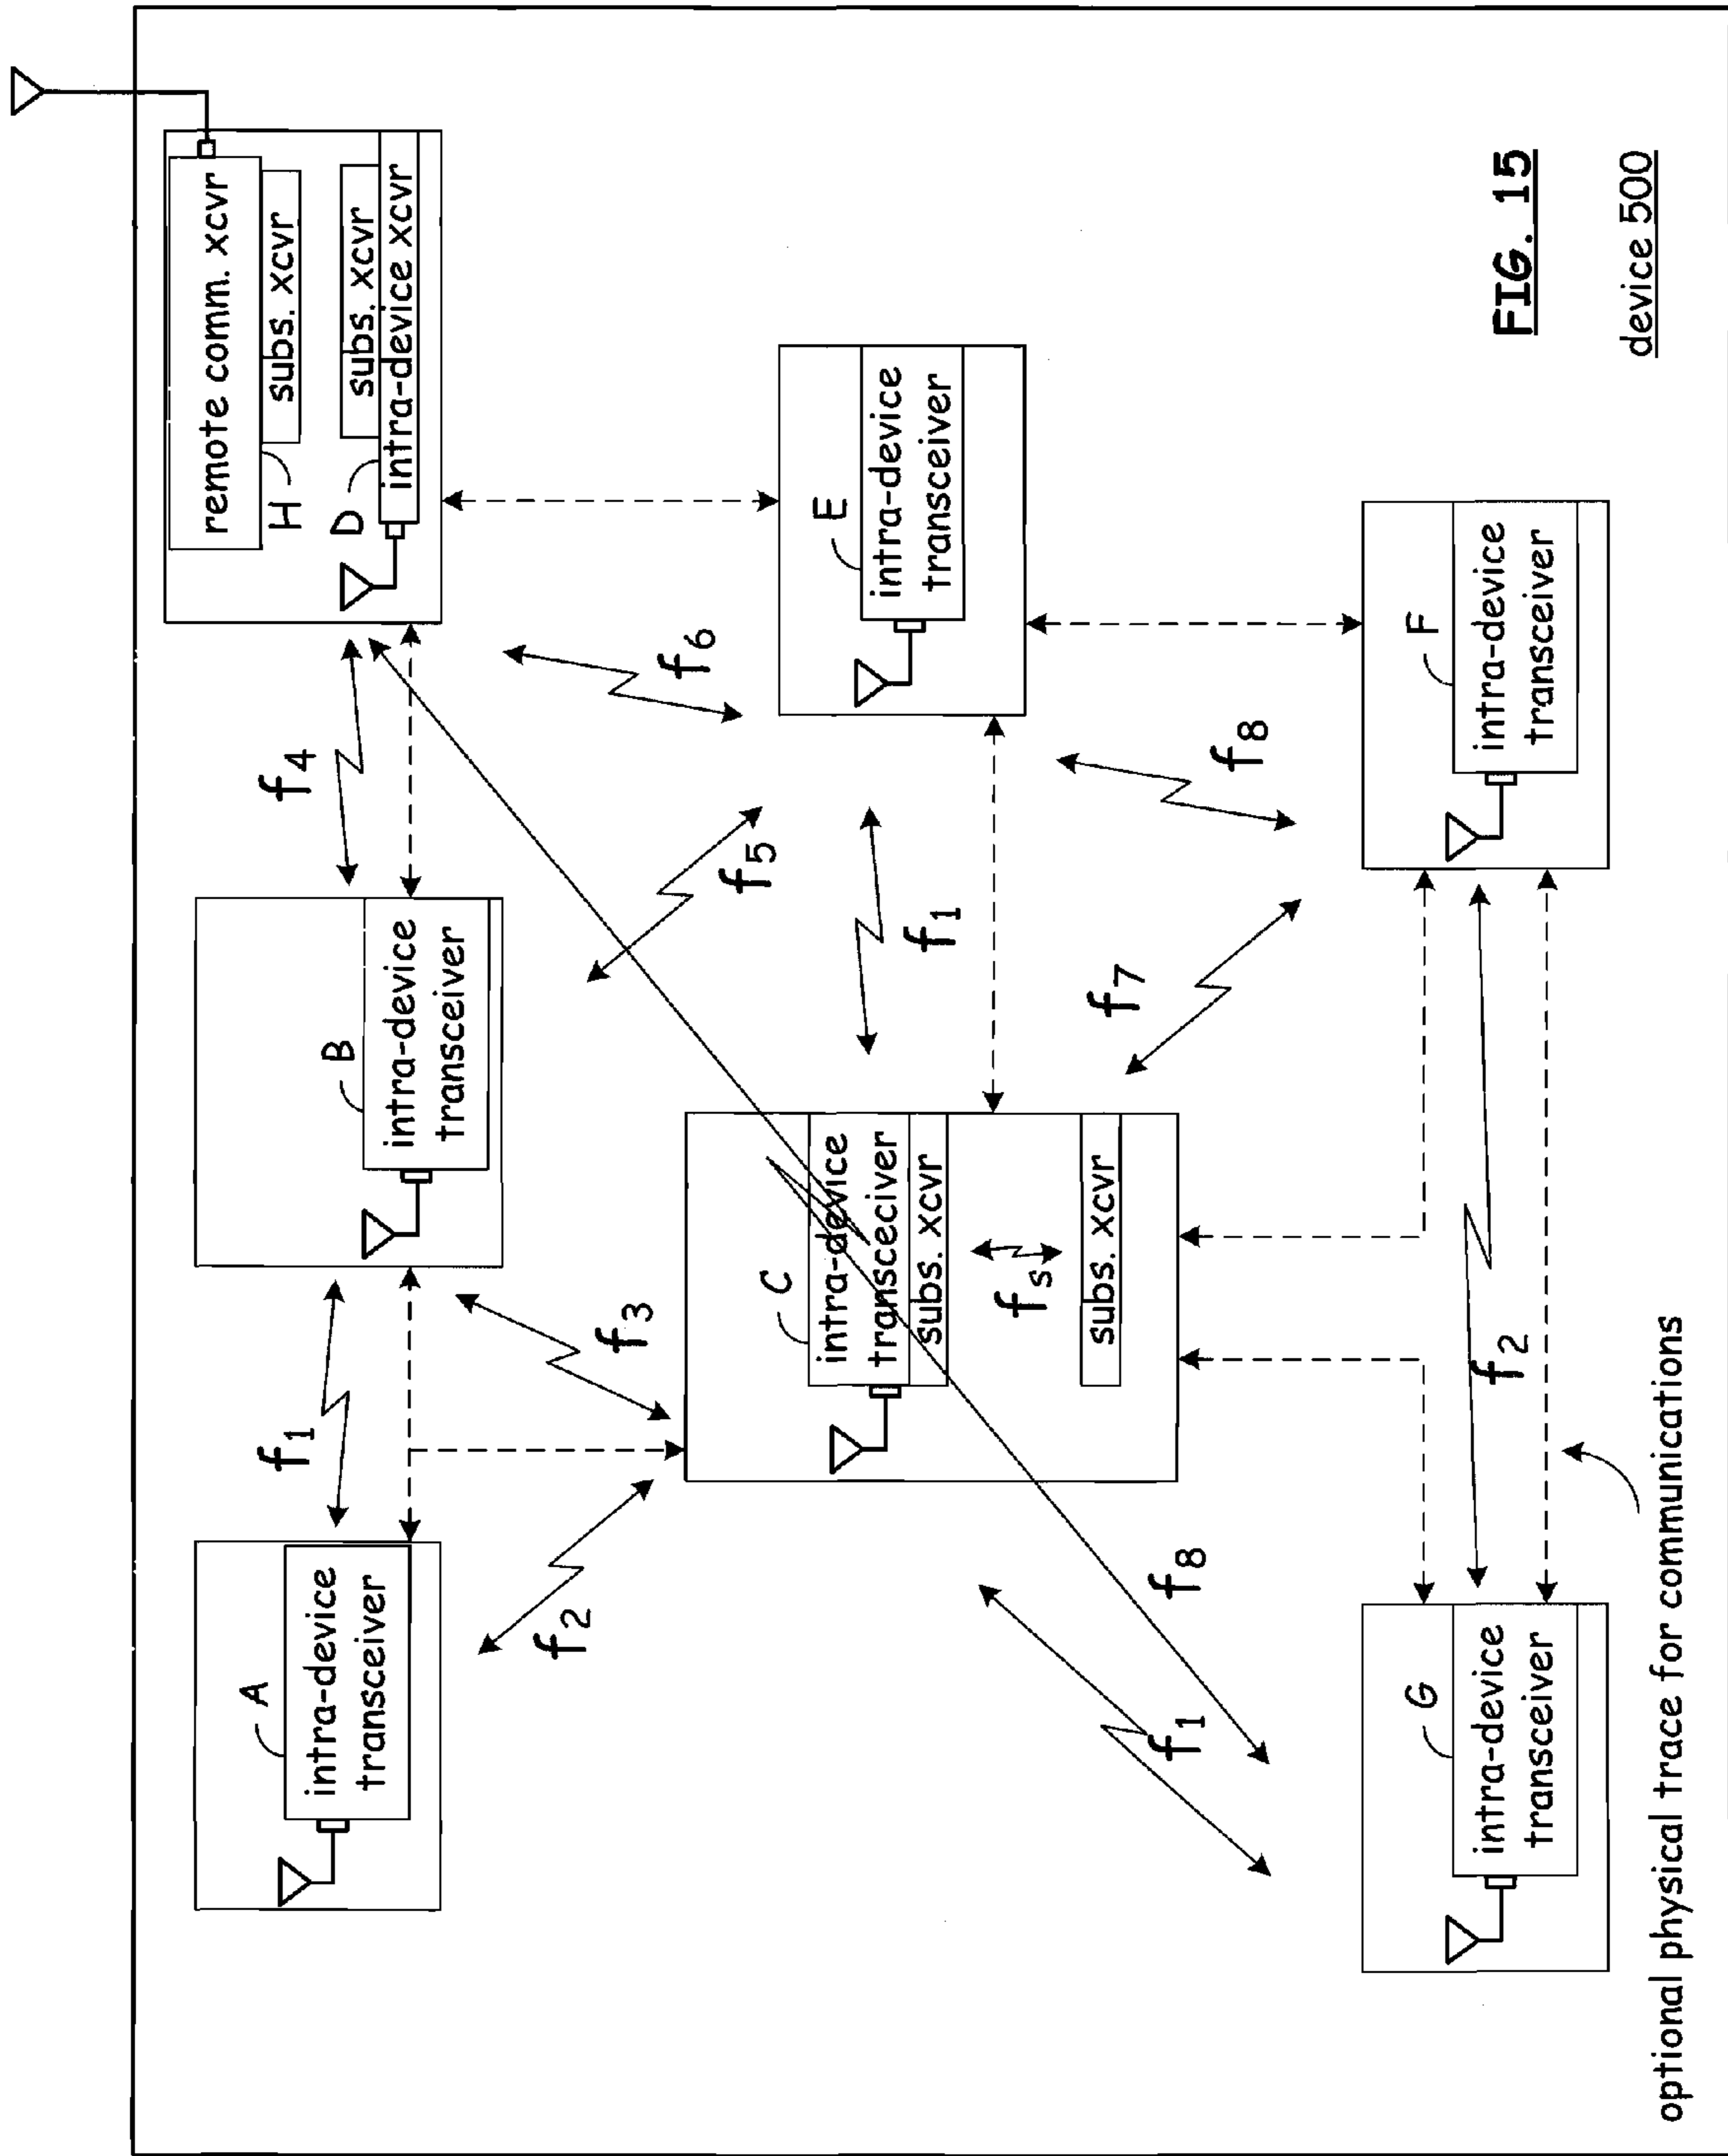 A
intra-device
transceiver
f1
B
intra-device
transceiver
f4
remote comm. xcvr
H
subs. xcvr
D
subs. xcvr
intra-device xcvr
f2
f3
f5
f6
C
intra-device
transceciver
subs. xcvr
fs
subs. xcvr
f1
E
intra-device
transceiver
f1
f8
f7
f8
G
intra-device
transceiver
f2
F
intra-device
transceiver
optional physical trace for communications
FIG. 15
device 500